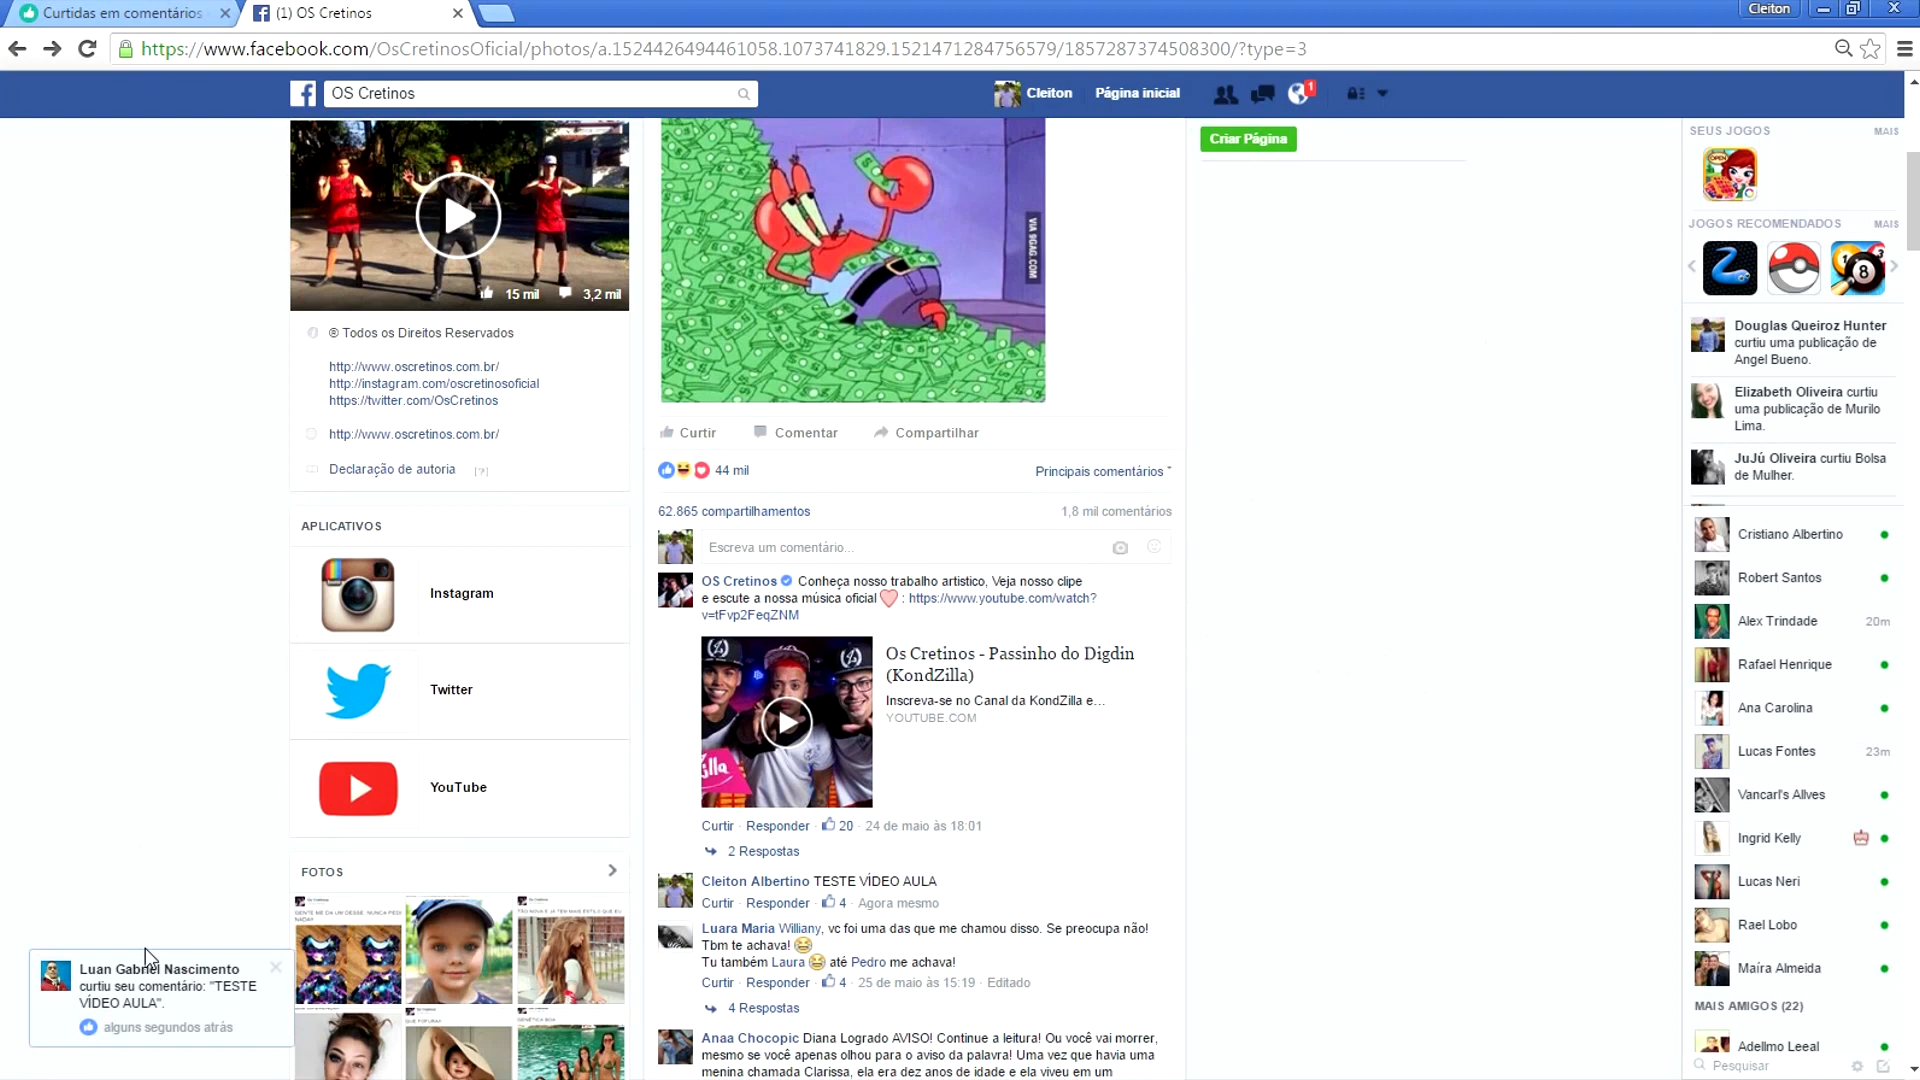 Curtidas em comentários
(1) OS Cretinos
Cleiton
https://www.facebook.com/OsCretinosOficial/photos/a.1524426494461058.1073741829.1521471284756579/1857287374508300/?type=3
OS Cretinos
Cleiton
Página inicial
1
15 mil
3,2 mil
® Todos os Direitos Reservados
http://www.oscretinos.com.br/
http://instagram.com/oscretinosoficial
https://twitter.com/OsCretinos
http://www.oscretinos.com.br/
Declaração de autoria [?]
APLICATIVOS
Instagram
Twitter
YouTube
FOTOS
GENTE ME DA UM DESSE, NUNCA PEDI NADA!!
Luan Gabriel Nascimento
curtiu seu comentário: "TESTE
VÍDEO AULA".
alguns segundos atrás
VIA 9GAG.COM
Curtir
Comentar
Compartilhar
44 mil
Principais comentários
62.865 compartilhamentos
1,8 mil comentários
Escreva um comentário...
OS Cretinos Conheça nosso trabalho artistico, Veja nosso clipe
e escute a nossa música oficial : https://www.youtube.com/watch?
v=tFvp2FeqZNM
Os Cretinos - Passinho do Digdin
(KondZilla)
Inscreva-se no Canal da KondZilla e...
YOUTUBE.COM
Curtir · Responder · 20 · 24 de maio às 18:01
2 Respostas
Cleiton Albertino TESTE VÍDEO AULA
Curtir · Responder · 4 · Agora mesmo
Luara Maria Williany, vc foi uma das que me chamou disso. Se preocupa não!
Tbm te achava!
Tu também Laura até Pedro me achava!
Curtir · Responder · 4 · 25 de maio às 15:19 · Editado
4 Respostas
Anaa Chocopic Diana Logrado AVISO! Continue a leitura! Ou você vai morrer,
mesmo se você apenas olhou para o aviso da palavra! Uma vez que havia uma
menina chamada Clarissa, ela era dez anos de idade e ela viveu em um
Criar Página
SEUS JOGOS
MAIS
OPEN
JOGOS RECOMENDADOS
MAIS
8
Douglas Queiroz Hunter
curtiu uma publicação de
Angel Bueno.
Elizabeth Oliveira curtiu
uma publicação de Murilo
Lima.
JuJú Oliveira curtiu Bolsa
de Mulher.
Cristiano Albertino
Robert Santos
Alex Trindade 20m
Rafael Henrique
Ana Carolina
Lucas Fontes 23m
Vancarl's Allves
Ingrid Kelly
Lucas Neri
Rael Lobo
Maíra Almeida
MAIS AMIGOS (22)
Adellmo Leeal
Pesquisar